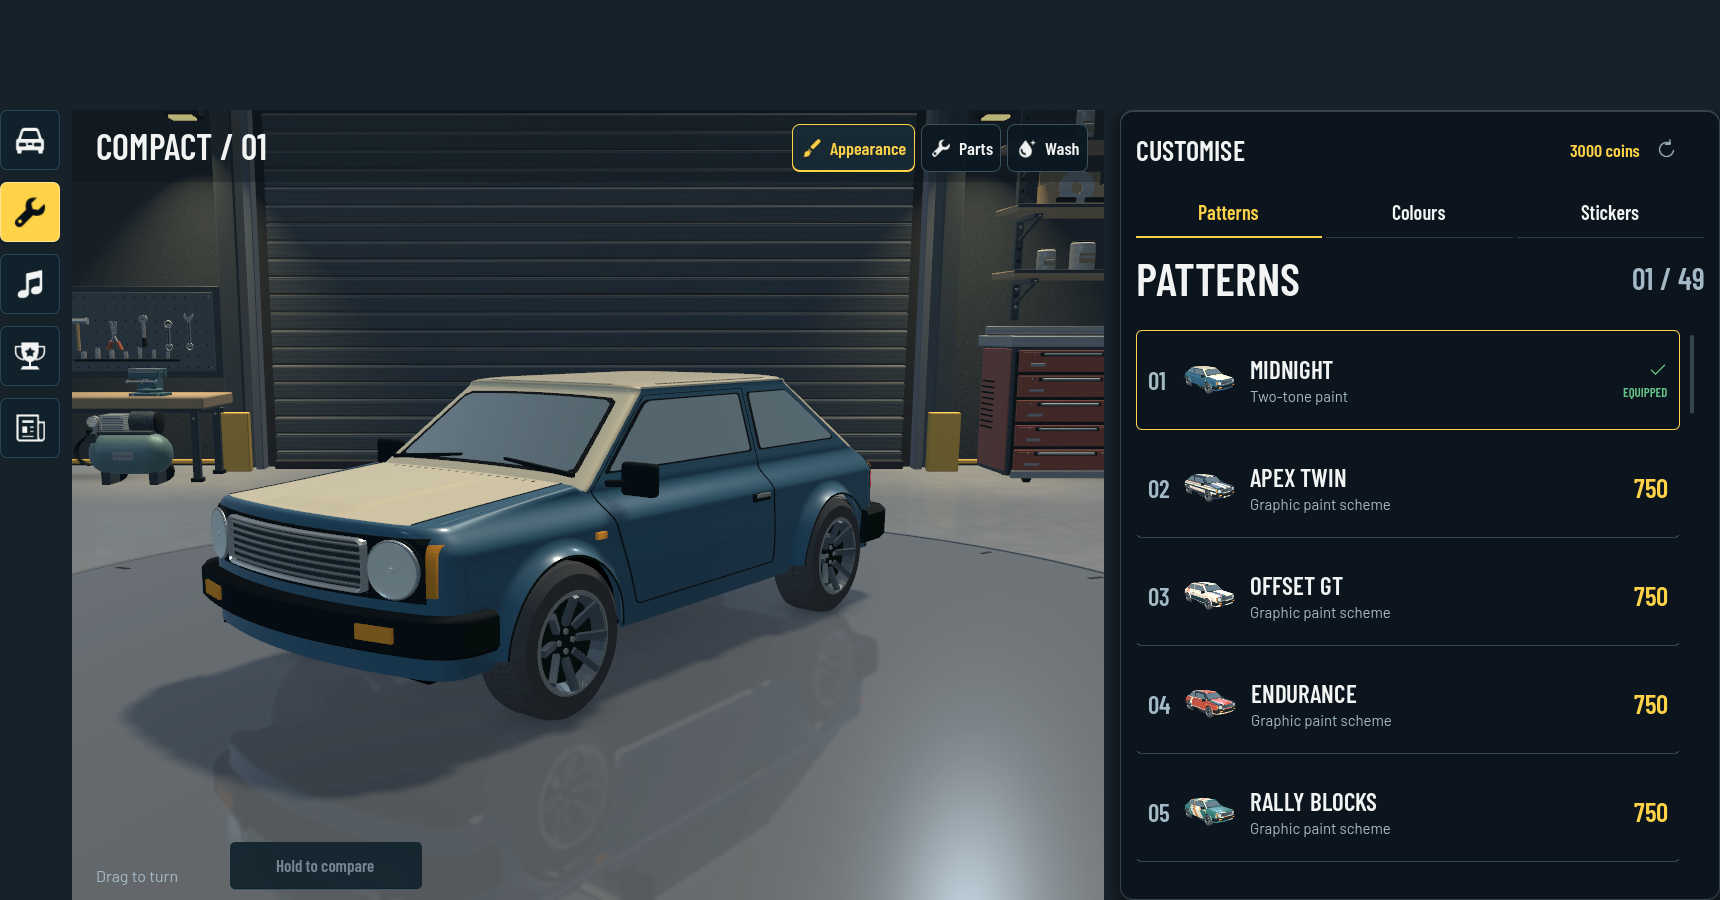 COMPACT / 01
Appearance
Parts
Wash
Drag to turn
Hold to compare
CUSTOMISE
3000 coins
Patterns
Colours
Stickers
PATTERNS
01 / 49
01
MIDNIGHT
Two-tone paint
EQUIPPED
02
APEX TWIN
Graphic paint scheme
750
03
OFFSET GT
Graphic paint scheme
750
04
ENDURANCE
Graphic paint scheme
750
05
RALLY BLOCKS
Graphic paint scheme
750